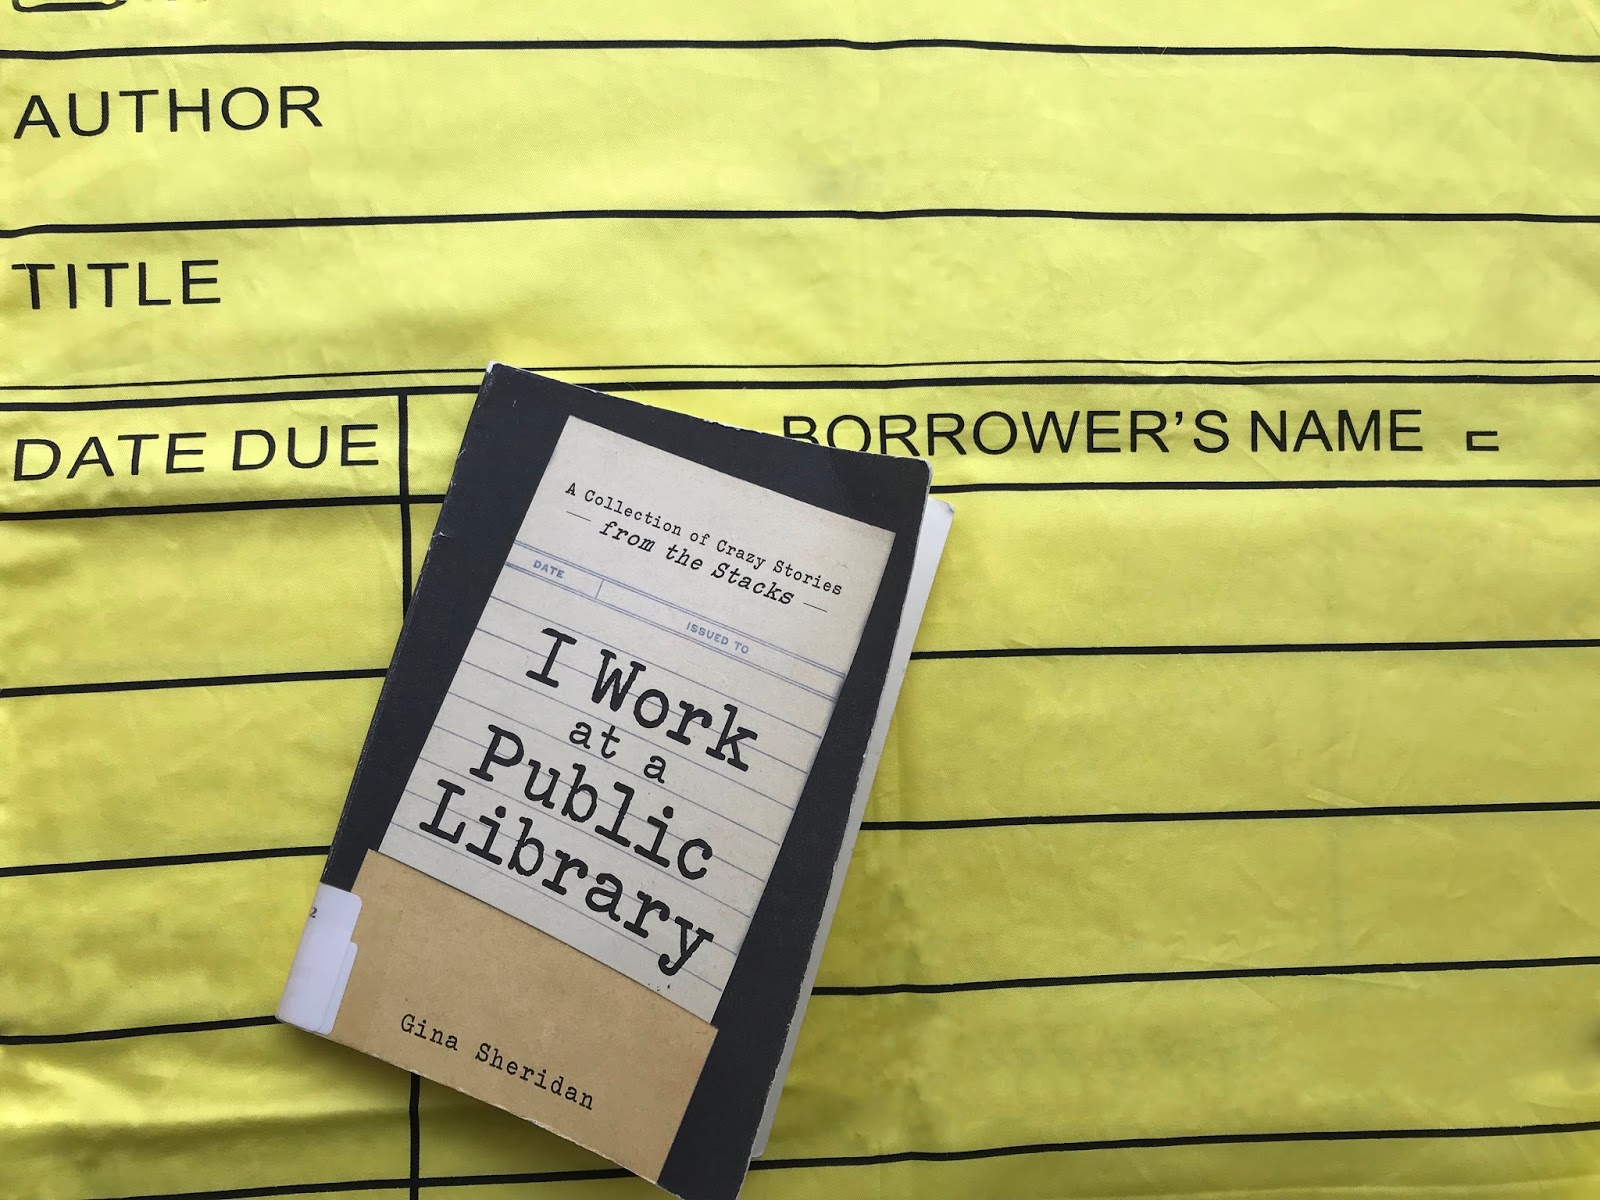 AUTHOR
TITLE
DATE DUE
BORROWER'S NAME
A Collection of Crazy Stories
— from the Stacks —
DATE
ISSUED TO
I Work
at a
Public
Library
2
Gina Sheridan